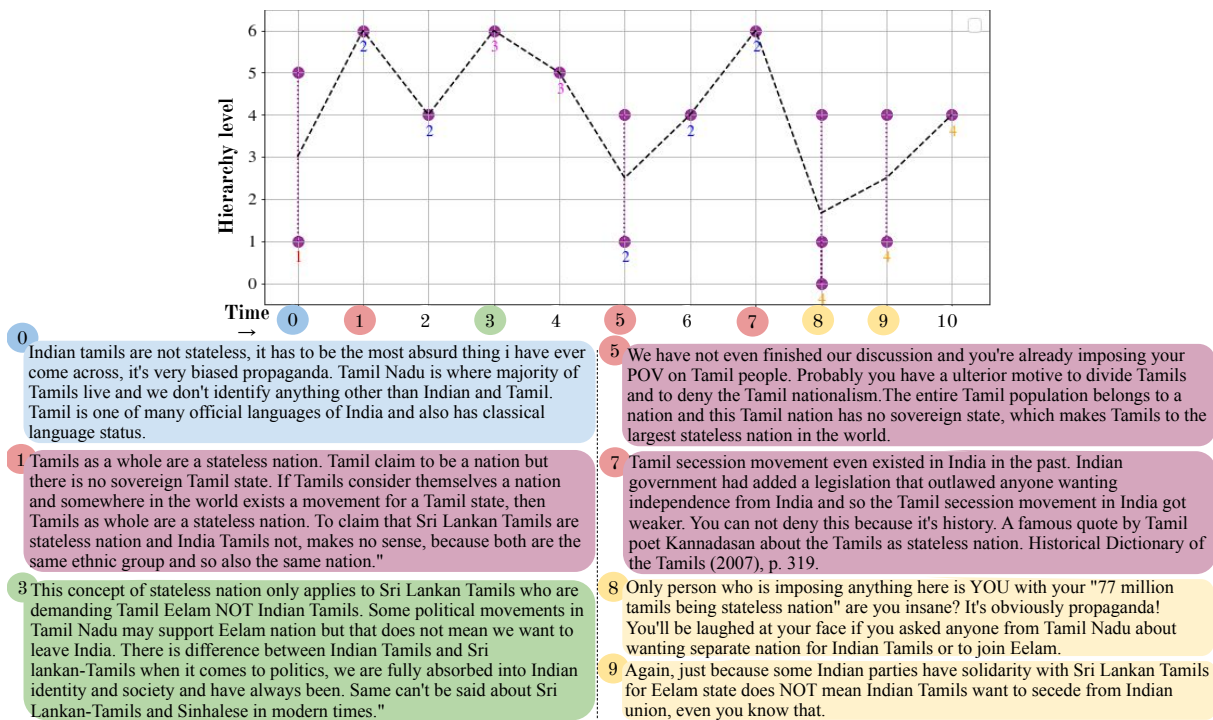 Hierarchy level
6
5
4
3
2
1
0
1
2
2
3
3
2
2
2
4
4
4
Time
→
0 1 2 3 4 5 6 7 8 9 10
0
Indian tamils are not stateless, it has to be the most absurd thing i have ever
come across, it's very biased propaganda. Tamil Nadu is where majority of
Tamils live and we don't identify anything other than Indian and Tamil.
Tamil is one of many official languages of India and also has classical
language status.
1 Tamils as a whole are a stateless nation. Tamil claim to be a nation but
there is no sovereign Tamil state. If Tamils consider themselves a nation
and somewhere in the world exists a movement for a Tamil state, then
Tamils as whole are a stateless nation. To claim that Sri Lankan Tamils are
stateless nation and India Tamils not, makes no sense, because both are the
same ethnic group and so also the same nation."
3 This concept of stateless nation only applies to Sri Lankan Tamils who are
demanding Tamil Eelam NOT Indian Tamils. Some political movements in
Tamil Nadu may support Eelam nation but that does not mean we want to
leave India. There is difference between Indian Tamils and Sri
lankan-Tamils when it comes to politics, we are fully absorbed into Indian
identity and society and have always been. Same can't be said about Sri
Lankan-Tamils and Sinhalese in modern times."
5 We have not even finished our discussion and you're already imposing your
POV on Tamil people. Probably you have a ulterior motive to divide Tamils
and to deny the Tamil nationalism.The entire Tamil population belongs to a
nation and this Tamil nation has no sovereign state, which makes Tamils to the
largest stateless nation in the world.
7 Tamil secession movement even existed in India in the past. Indian
government had added a legislation that outlawed anyone wanting
independence from India and so the Tamil secession movement in India got
weaker. You can not deny this because it's history. A famous quote by Tamil
poet Kannadasan about the Tamils as stateless nation. Historical Dictionary of
the Tamils (2007), p. 319.
8 Only person who is imposing anything here is YOU with your "77 million
tamils being stateless nation" are you insane? It's obviously propaganda!
You'll be laughed at your face if you asked anyone from Tamil Nadu about
wanting separate nation for Indian Tamils or to join Eelam.
9 Again, just because some Indian parties have solidarity with Sri Lankan Tamils
for Eelam state does NOT mean Indian Tamils want to secede from Indian
union, even you know that.